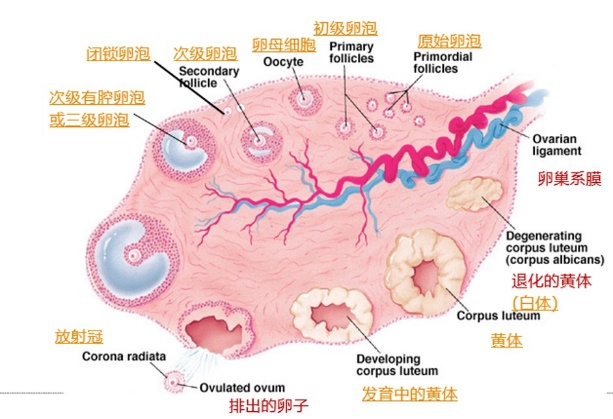 初级卵泡
Primary
follicles
原始卵泡
Primordial
follicles
卵母细胞
Oocyte
次级卵泡
Secondary
follicle
闭锁卵泡
次级有腔卵泡
或三级卵泡
Ovarian
ligament
卵巢系膜
Degenerating
corpus luteum
(corpus albicans)
退化的黄体
(白体)
Corpus luteum
黄体
放射冠
Corona radiata
Developing
corpus luteum
发育中的黄体
Ovulated ovum
排出的卵子